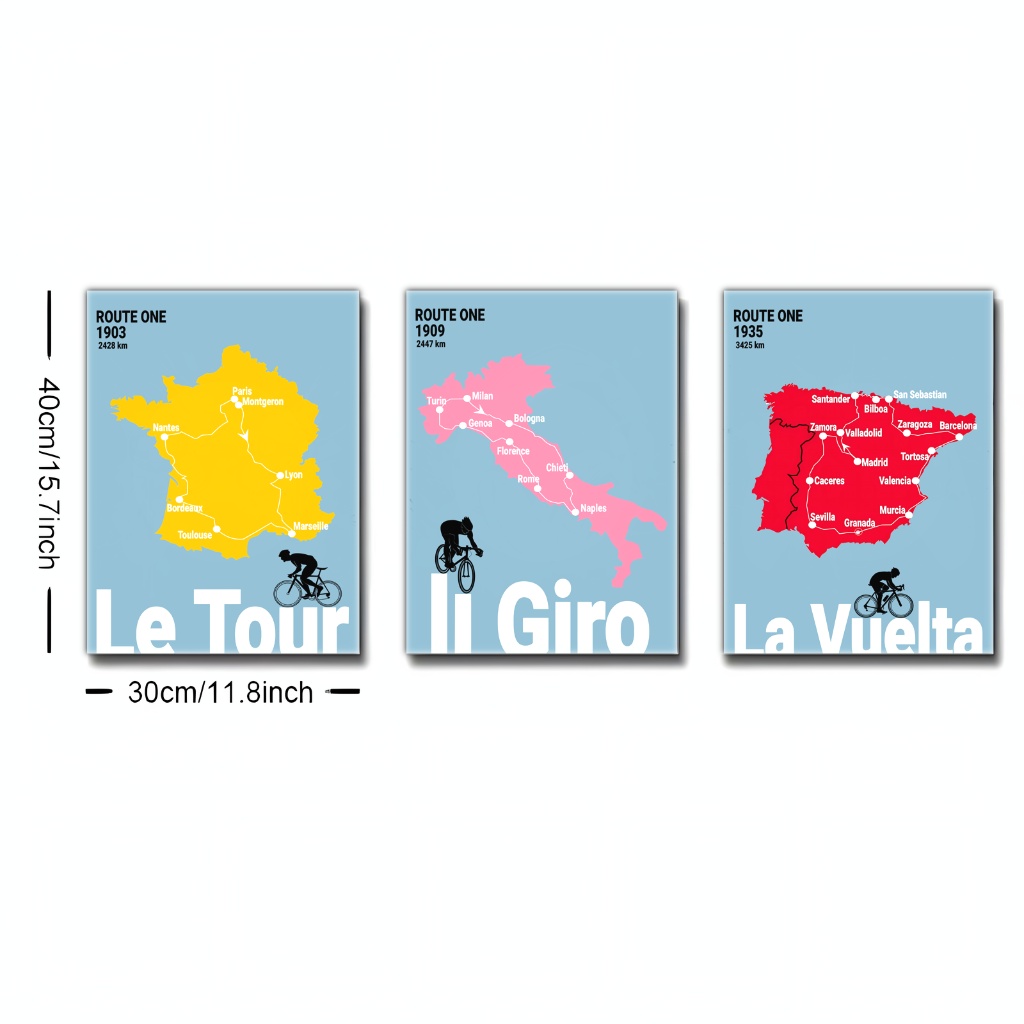 40cm/15.7inch
30cm/11.8inch
ROUTE ONE
1903
2428 km
Paris
Montgeron
Nantes
Lyon
Bordeaux
Marseille
Toulouse
Le Tour
ROUTE ONE
1909
2447 km
Milan
Turin
Bologna
Genoa
Florence
Chieti
Rome
Naples
Il Giro
ROUTE ONE
1935
3425 km
San Sebastian
Santander
Bilboa
Zaragoza
Barcelona
Zamora
Valladolid
Tortosa
Madrid
Caceres
Valencia
Murcia
Sevilla
Granada
La Vuelta